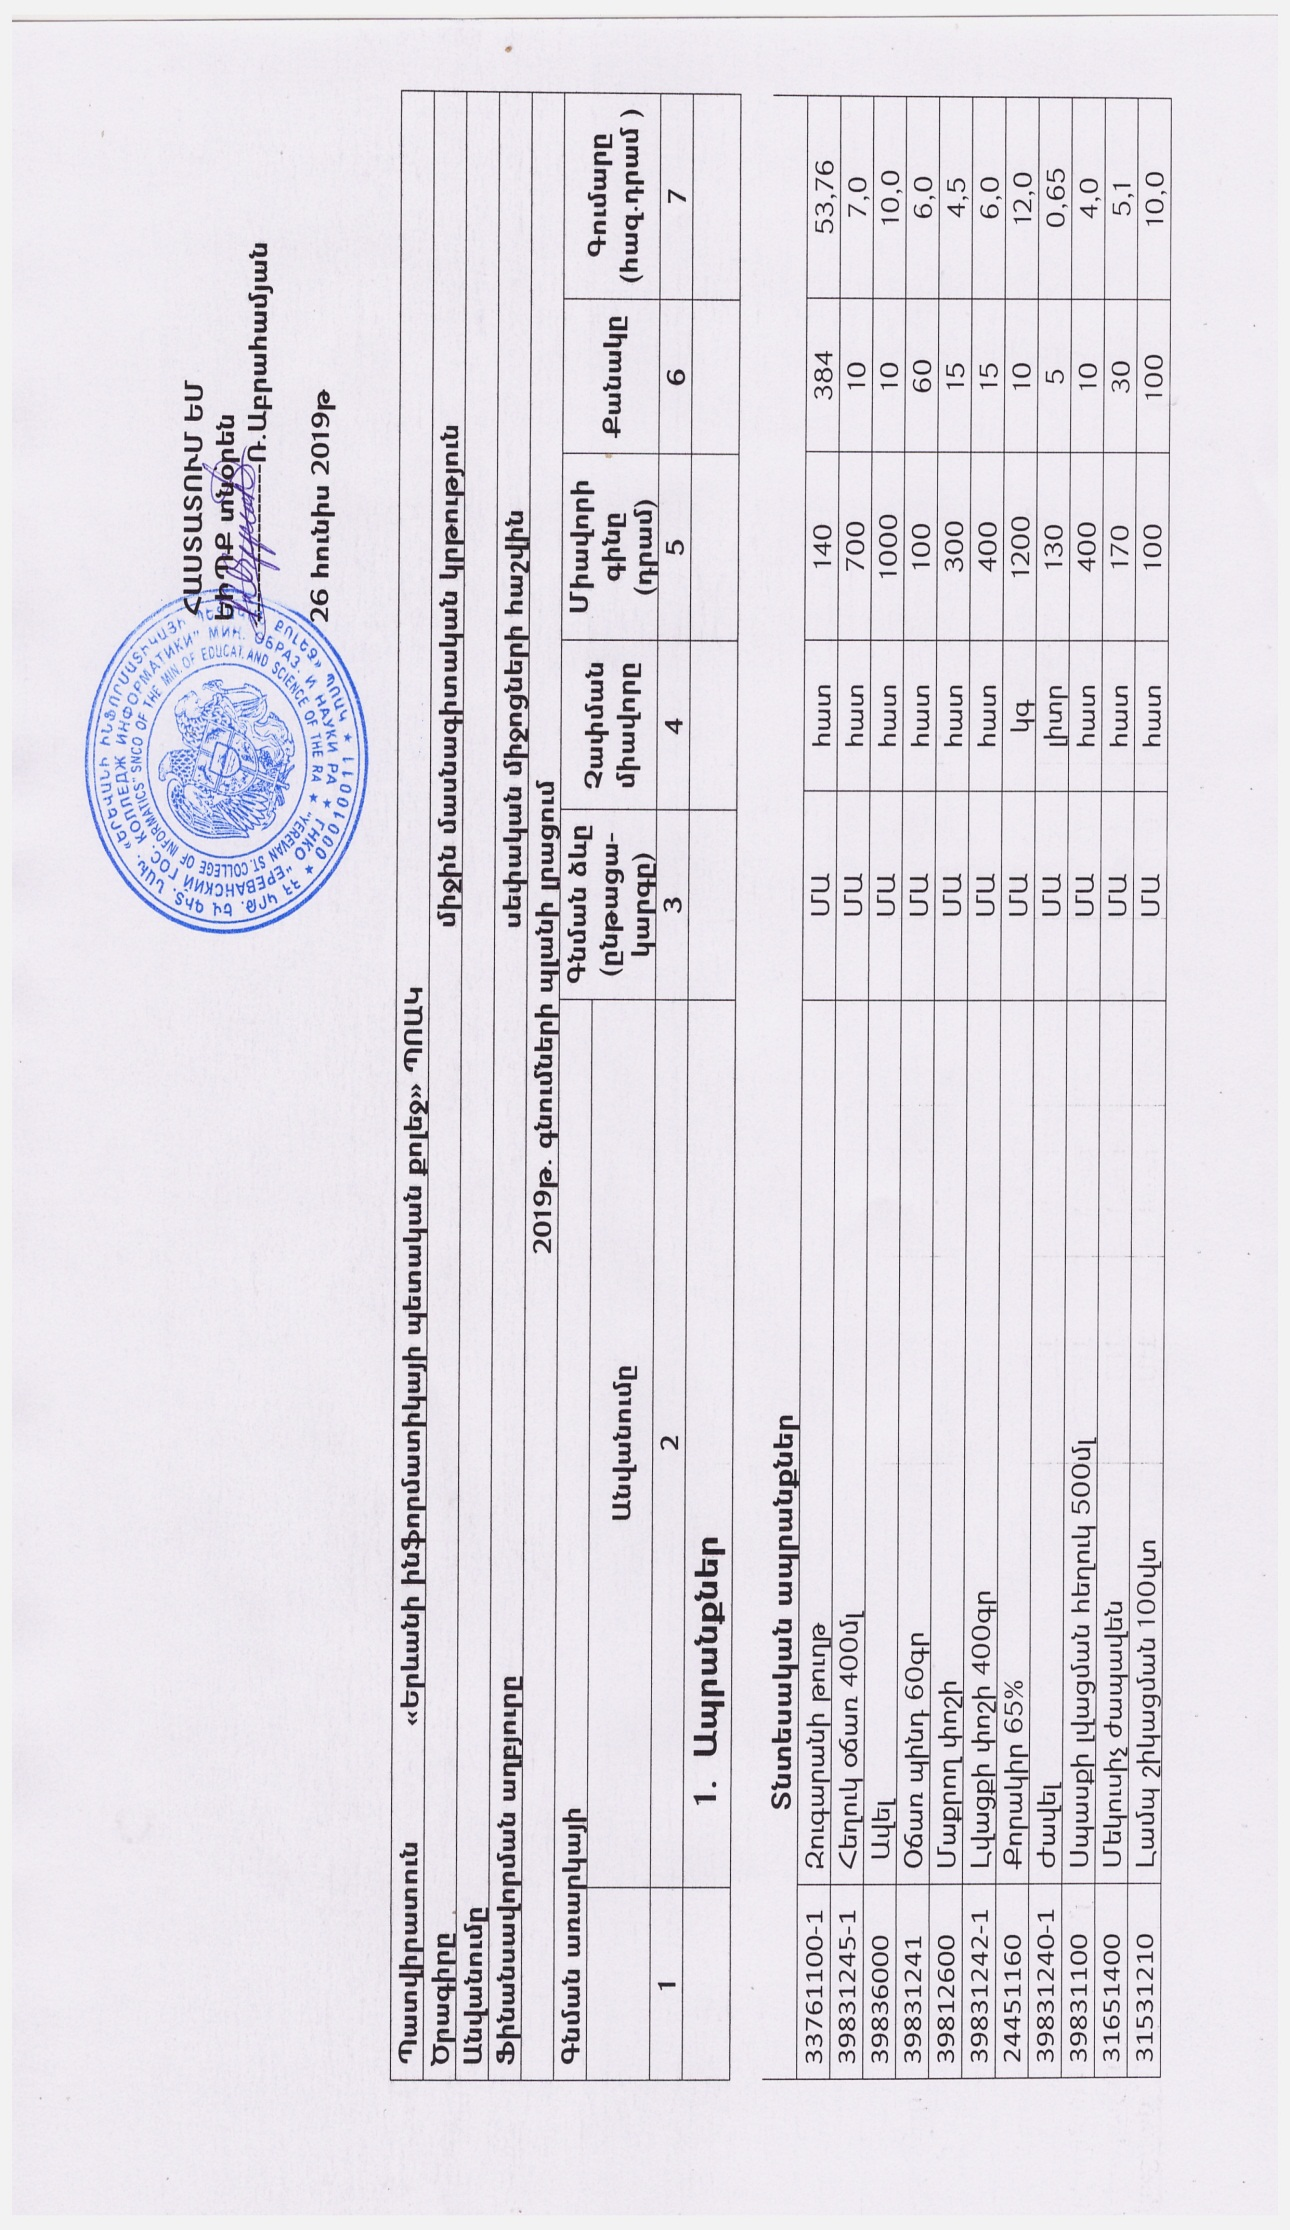 ՀԱՍՏԱՏՈՒՄ ԵՄ
ԵԻՊՔ տնօրեն
-----------Ռ.Աբրահամյան
26 հունիս 2019թ
Պատվիրատուն «Երևանի ինֆորմատիկայի պետական քոլեջ» ՊՈԱԿ
Ծրագիրը միջին մասնագիտական կրթություն
Անվանումը
Ֆինանսավորման աղբյուրը սեփական միջոցների հաշվին
2019թ. գնումների պլանի լրացում
Գնման առարկայի
Անվանումը
Գնման ձևը (ընթացա-կարգը)
Չափման միավորը
Միավորի գինը (դրամ)
Քանակը
Գումարը (հազ.դրամ )
1 2 3 4 5 6 7
1. Ապրանքներ
Տնտեսական ապրանքներ
33761100-1 Զուգարանի թուղթ ՄԱ հատ 140 384 53,76
39831245-1 Հեղուկ օճառ 400մլ ՄԱ հատ 700 10 7,0
39836000 Ավել ՄԱ հատ 1000 10 10,0
39831241 Օճառ պինդ 60գր ՄԱ հատ 100 60 6,0
39812600 Մաքրող փոշի ՄԱ հատ 300 15 4,5
39831242-1 Լվացքի փոշի 400գր ՄԱ հատ 400 15 6,0
24451160 Քլորակիր 65% ՄԱ կգ 1200 10 12,0
39831240-1 Ժավել ՄԱ լիտր 130 5 0,65
39831100 Սպասքի լվացման հեղուկ 500մլ ՄԱ հատ 400 10 4,0
31651400 Մեկուսիչ ժապավեն ՄԱ հատ 170 30 5,1
31531210 Լամպ շիկացման 100վտ ՄԱ հատ 100 100 10,0